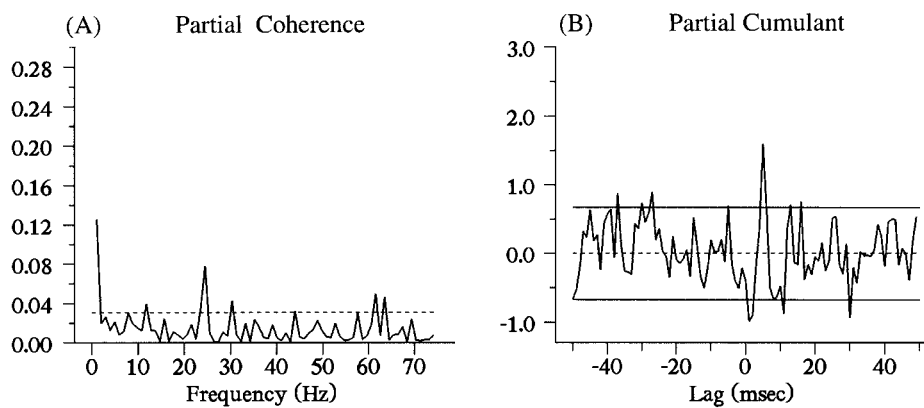 (A) Partial Coherence
0.28
0.24
0.20
0.16
0.12
0.08
0.04
0.00
0 10 20 30 40 50 60 70
Frequency (Hz)
(B) Partial Cumulant
3.0
2.0
1.0
0.0
-1.0
-40 -20 0 20 40
Lag (msec)